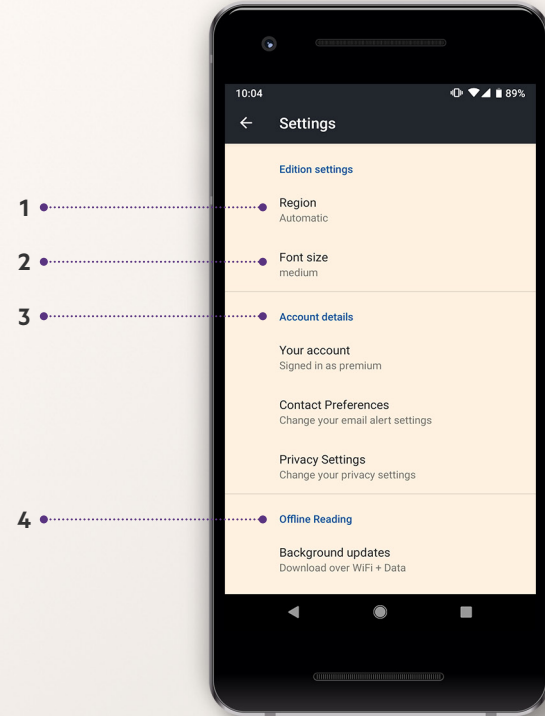 10:04
89%
Settings
Edition settings
1
Region
Automatic
2
Font size
medium
3
Account details
Your account
Signed in as premium
Contact Preferences
Change your email alert settings
Privacy Settings
Change your privacy settings
4
Offline Reading
Background updates
Download over WiFi + Data